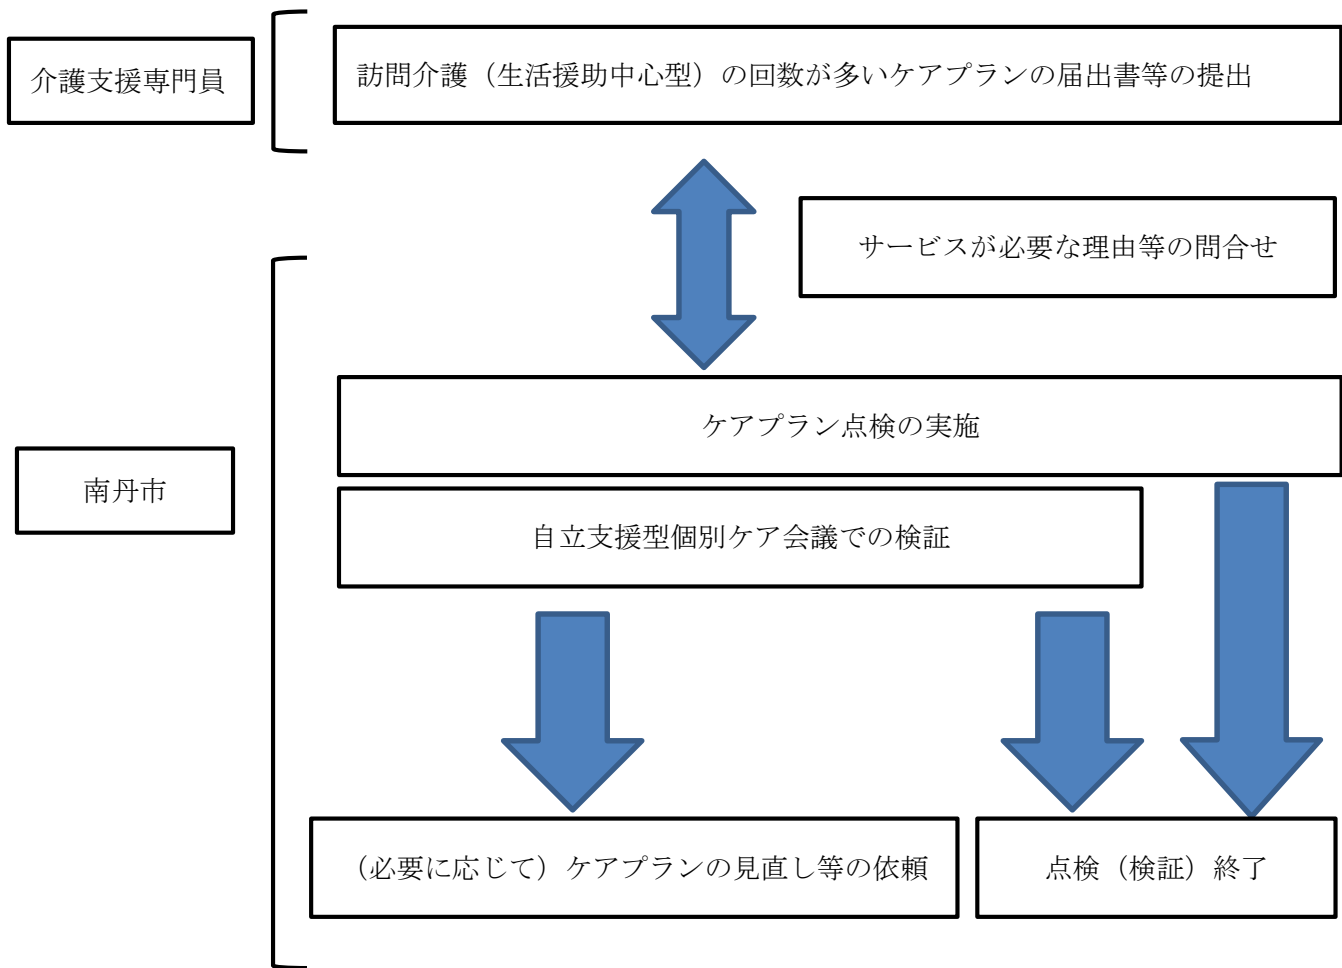 介護支援専門員
訪問介護（生活援助中心型）の回数が多いケアプランの届出書等の提出
サービスが必要な理由等の問合せ
ケアプラン点検の実施
南丹市
自立支援型個別ケア会議での検証
（必要に応じて）ケアプランの見直し等の依頼
点検（検証）終了